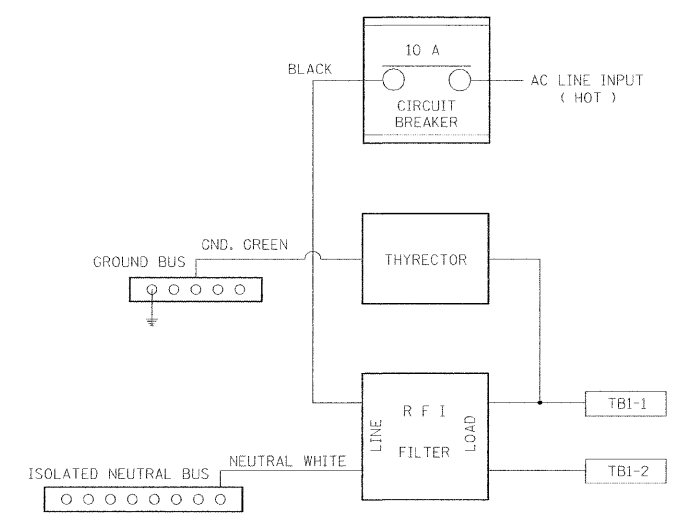 10 A
BLACK
AC LINE INPUT
( HOT )
CIRCUIT
BREAKER
GND. GREEN
GROUND BUS
THYRECTOR
LINE
R F I
FILTER
LOAD
TB1-1
NEUTRAL WHITE
TB1-2
ISOLATED NEUTRAL BUS